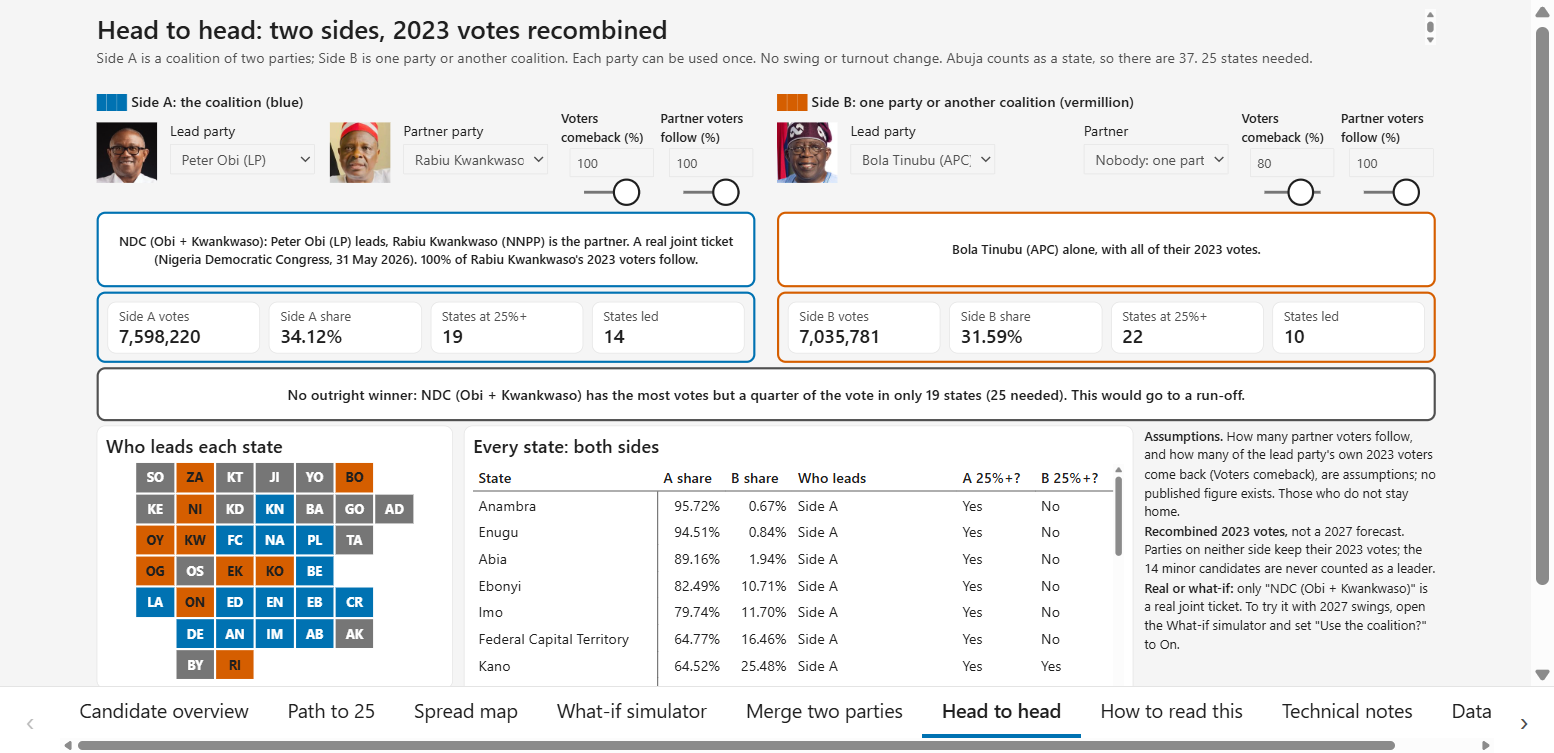 Head to head: two sides, 2023 votes recombined
Side A is a coalition of two parties; Side B is one party or another coalition. Each party can be used once. No swing or turnout change. Abuja counts as a state, so there are 37. 25 states needed.
Side A: the coalition (blue)
Lead party
Peter Obi (LP)
Partner party
Rabiu Kwankwaso
Voters
comeback (%)
100
Partner voters
follow (%)
100
Side B: one party or another coalition (vermillion)
Lead party
Bola Tinubu (APC)
Partner
Nobody: one part
Voters
comeback (%)
80
Partner voters
follow (%)
100
NDC (Obi + Kwankwaso): Peter Obi (LP) leads, Rabiu Kwankwaso (NNPP) is the partner. A real joint ticket
(Nigeria Democratic Congress, 31 May 2026). 100% of Rabiu Kwankwaso's 2023 voters follow.
Bola Tinubu (APC) alone, with all of their 2023 votes.
Side A votes
7,598,220
Side A share
34.12%
States at 25%+
19
States led
14
Side B votes
7,035,781
Side B share
31.59%
States at 25%+
22
States led
10
No outright winner: NDC (Obi + Kwankwaso) has the most votes but a quarter of the vote in only 19 states (25 needed). This would go to a run-off.
Who leads each state
SO ZA KT JI YO BO
KE NI KD KN BA GO AD
OY KW FC NA PL TA
OG OS EK KO BE
LA ON ED EN EB CR
DE AN IM AB AK
BY RI
Every state: both sides
State A share B share Who leads A 25%+? B 25%+?
Anambra 95.72% 0.67% Side A Yes No
Enugu 94.51% 0.84% Side A Yes No
Abia 89.16% 1.94% Side A Yes No
Ebonyi 82.49% 10.71% Side A Yes No
Imo 79.74% 11.70% Side A Yes No
Federal Capital Territory 64.77% 16.46% Side A Yes No
Kano 64.52% 25.48% Side A Yes Yes
Assumptions. How many partner voters follow,
and how many of the lead party's own 2023 voters
come back (Voters comeback), are assumptions; no
published figure exists. Those who do not stay
home.
Recombined 2023 votes, not a 2027 forecast.
Parties on neither side keep their 2023 votes; the
14 minor candidates are never counted as a leader.
Real or what-if: only "NDC (Obi + Kwankwaso)" is
a real joint ticket. To try it with 2027 swings, open
the What-if simulator and set "Use the coalition?"
to On.
Candidate overview Path to 25 Spread map What-if simulator Merge two parties Head to head How to read this Technical notes Data